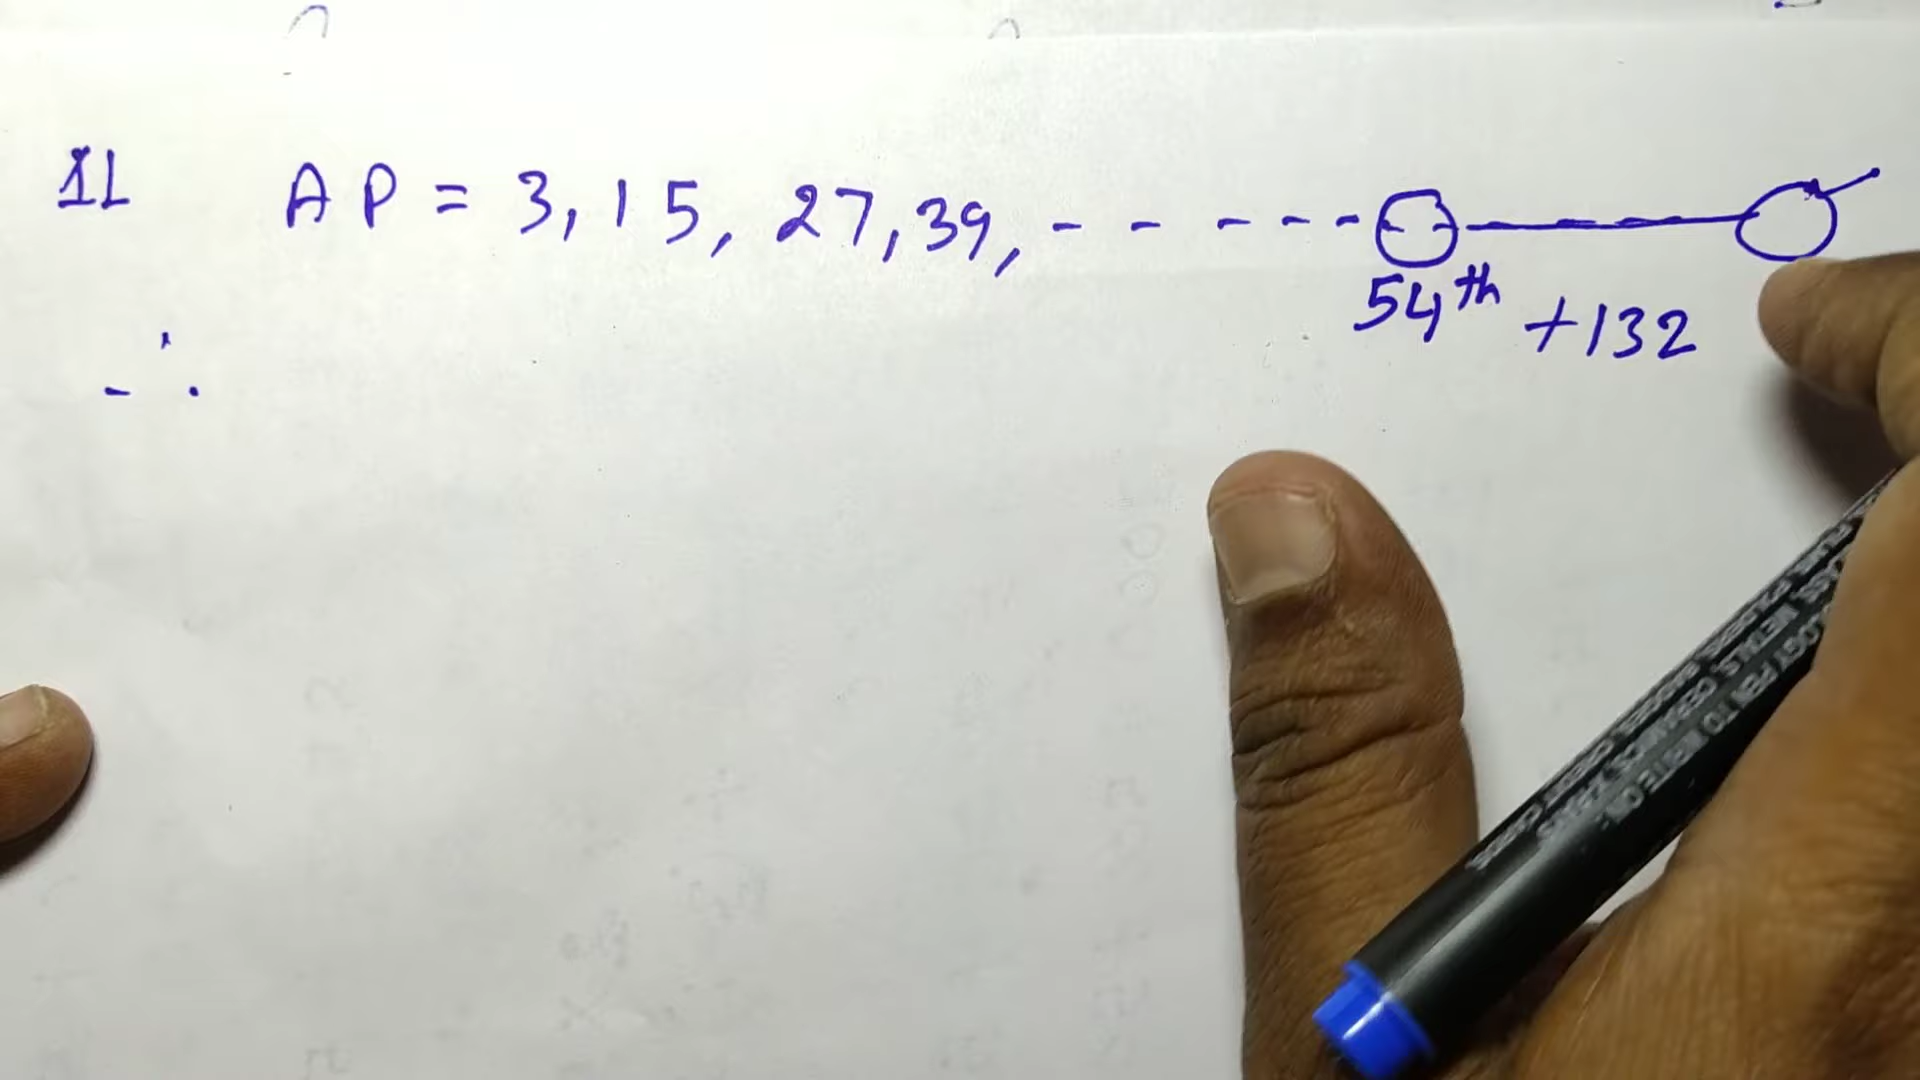 11 AP = 3, 15, 27, 39, - - - - - -
54th +132
∴